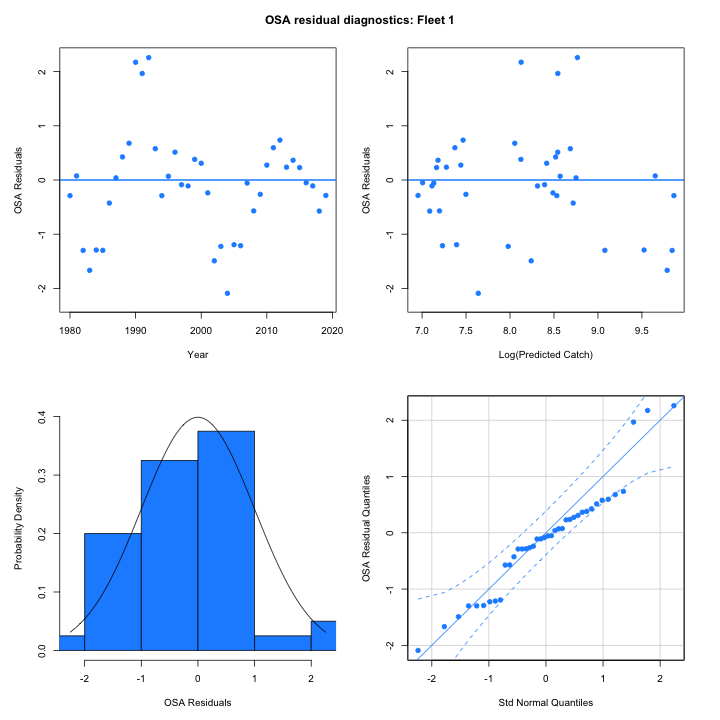 OSA residual diagnostics: Fleet 1
OSA Residuals
2
1
0
-1
-2
1980 1990 2000 2010 2020
Year
OSA Residuals
2
1
0
-1
-2
7.0 7.5 8.0 8.5 9.0 9.5
Log(Predicted Catch)
Probability Density
0.4
0.3
0.2
0.1
0.0
-2 -1 0 1 2
OSA Residuals
OSA Residual Quantiles
2
1
0
-1
-2
-2 -1 0 1 2
Std Normal Quantiles